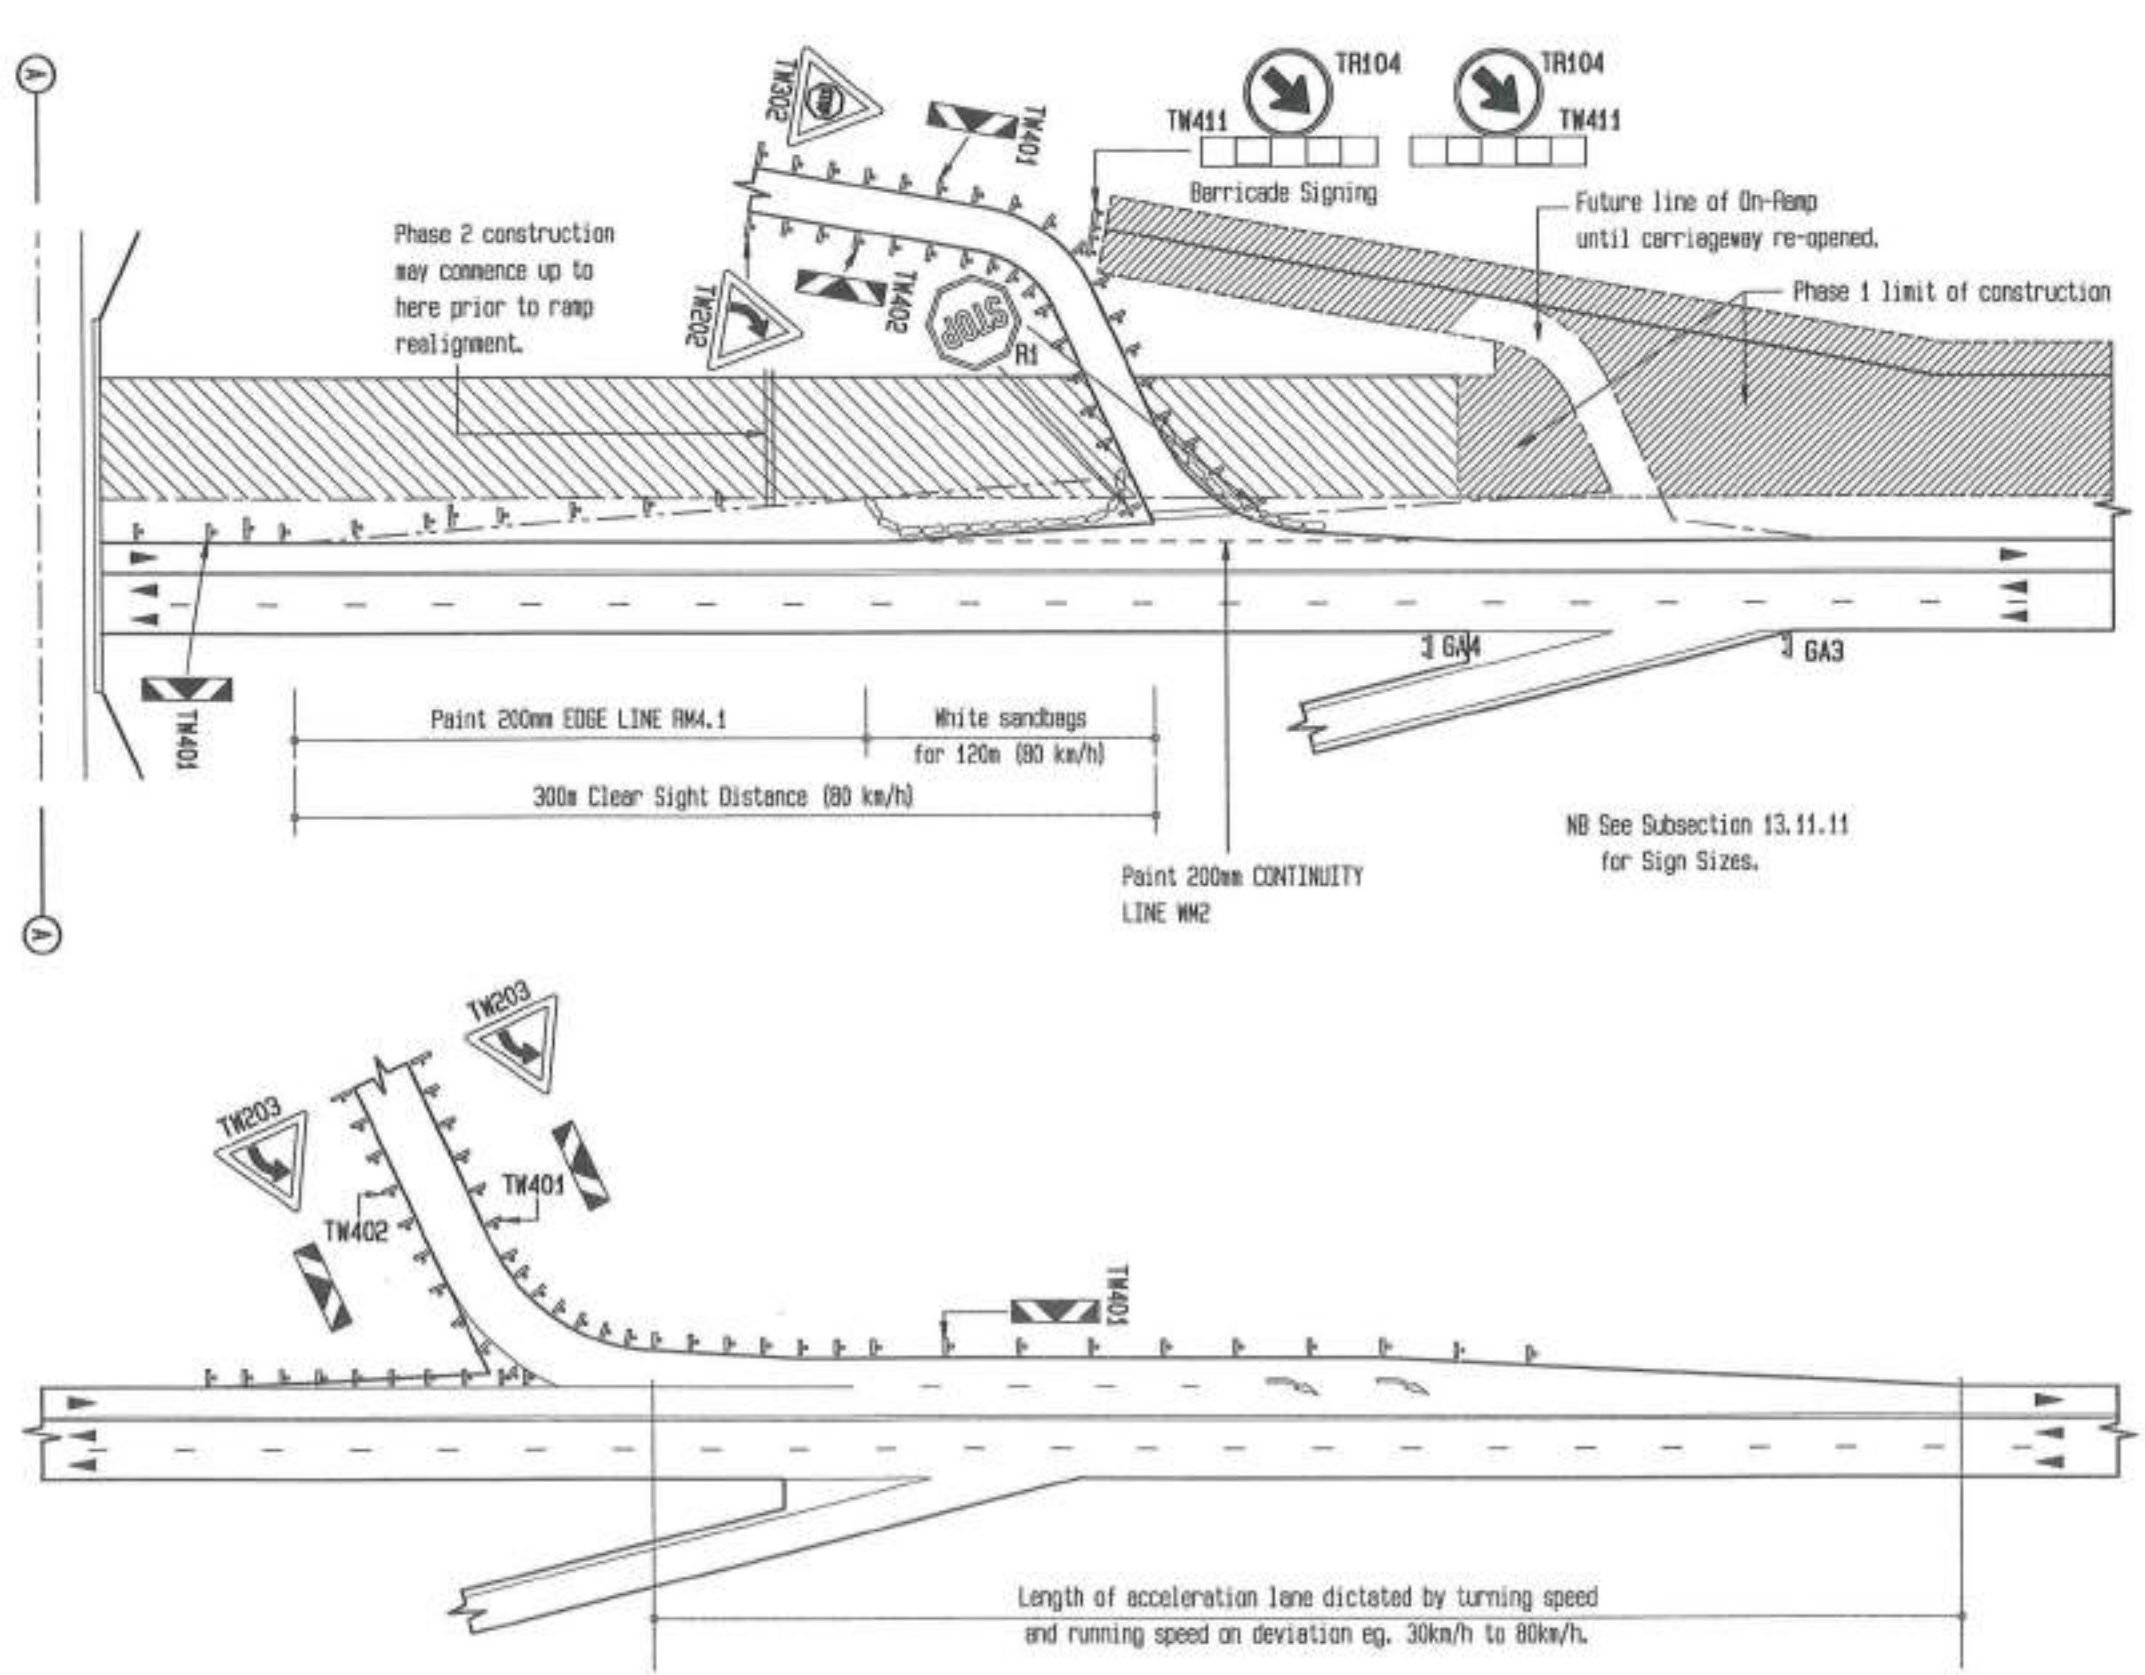 A
TW302
STOP
TW401
TR104
TR104
TW411
TW411
Barricade Signing
Future line of On-Ramp
until carriageway re-opened.
Phase 2 construction
may commence up to
here prior to ramp
realignment.
TW202
TW402
STOP
R1
Phase 1 limit of construction
TW401
GA4
GA3
Paint 200mm EDGE LINE RM4.1
White sandbags
for 120m (80 km/h)
300m Clear Sight Distance (80 km/h)
NB See Subsection 13.11.11
for Sign Sizes.
Paint 200mm CONTINUITY
LINE WM2
A
TW203
TW203
TW401
TW402
TW401
Length of acceleration lane dictated by turning speed
and running speed on deviation eg. 30km/h to 80km/h.